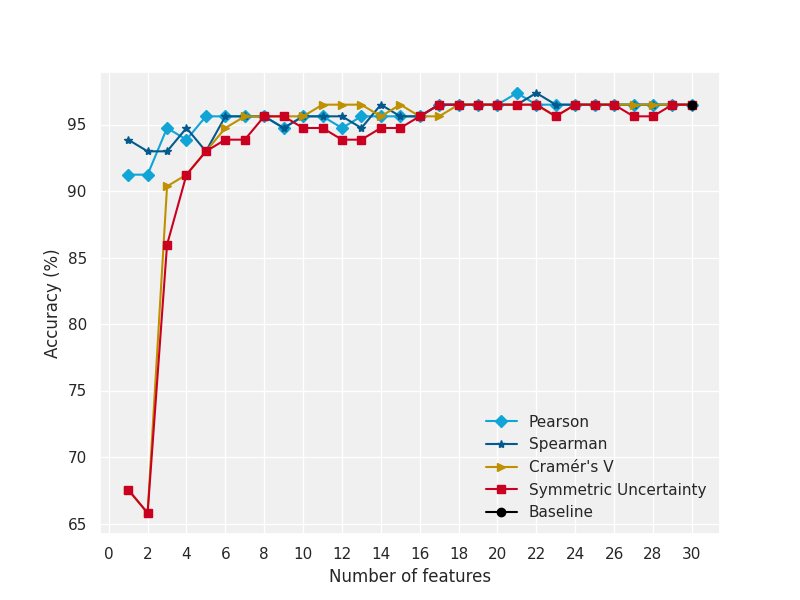 95
90
85
80
75
70
65
Accuracy (%)
Pearson
Spearman
Cramér's V
Symmetric Uncertainty
Baseline
0 2 4 6 8 10 12 14 16 18 20 22 24 26 28 30
Number of features